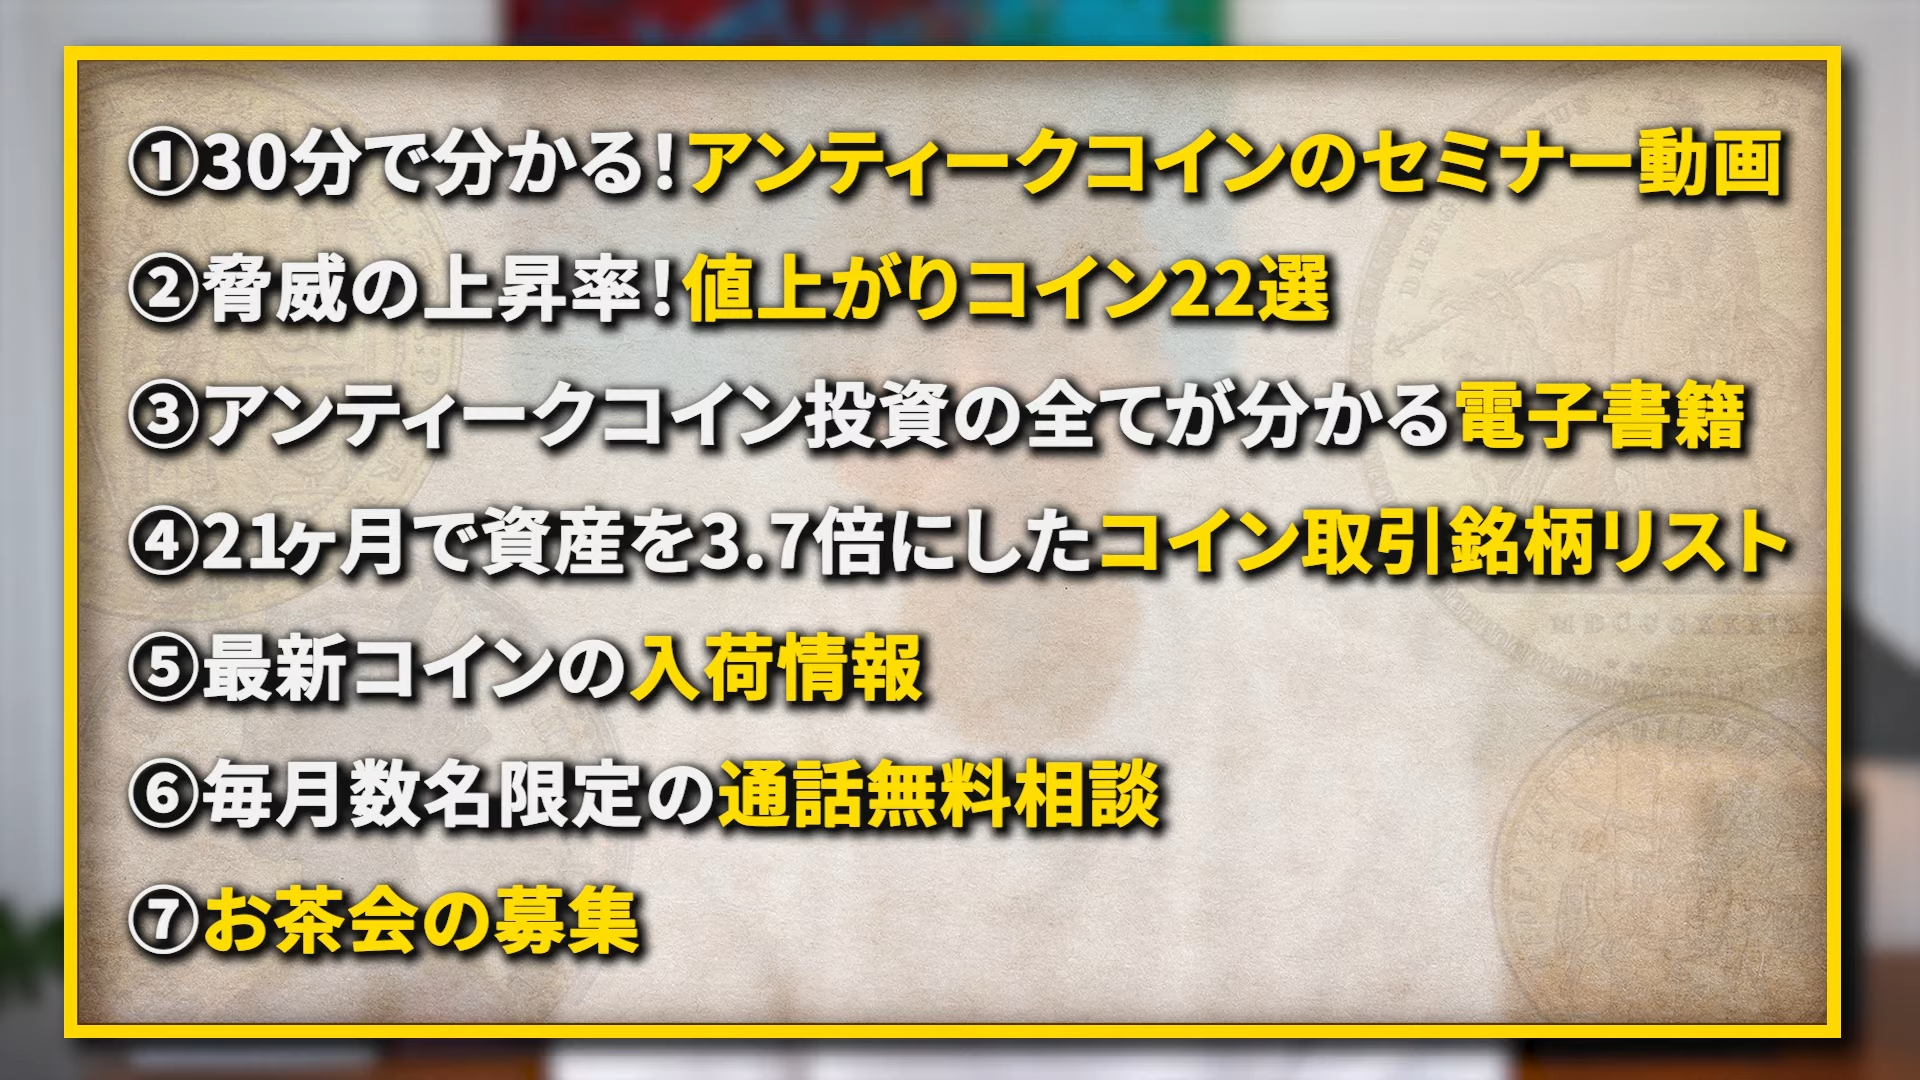 ①30分で分かる!アンティークコインのセミナー動画
②脅威の上昇率!値上がりコイン22選
③アンティークコイン投資の全てが分かる電子書籍
④21ヶ月で資産を3.7倍にしたコイン取引銘柄リスト
⑤最新コインの入荷情報
⑥毎月数名限定の通話無料相談
⑦お茶会の募集